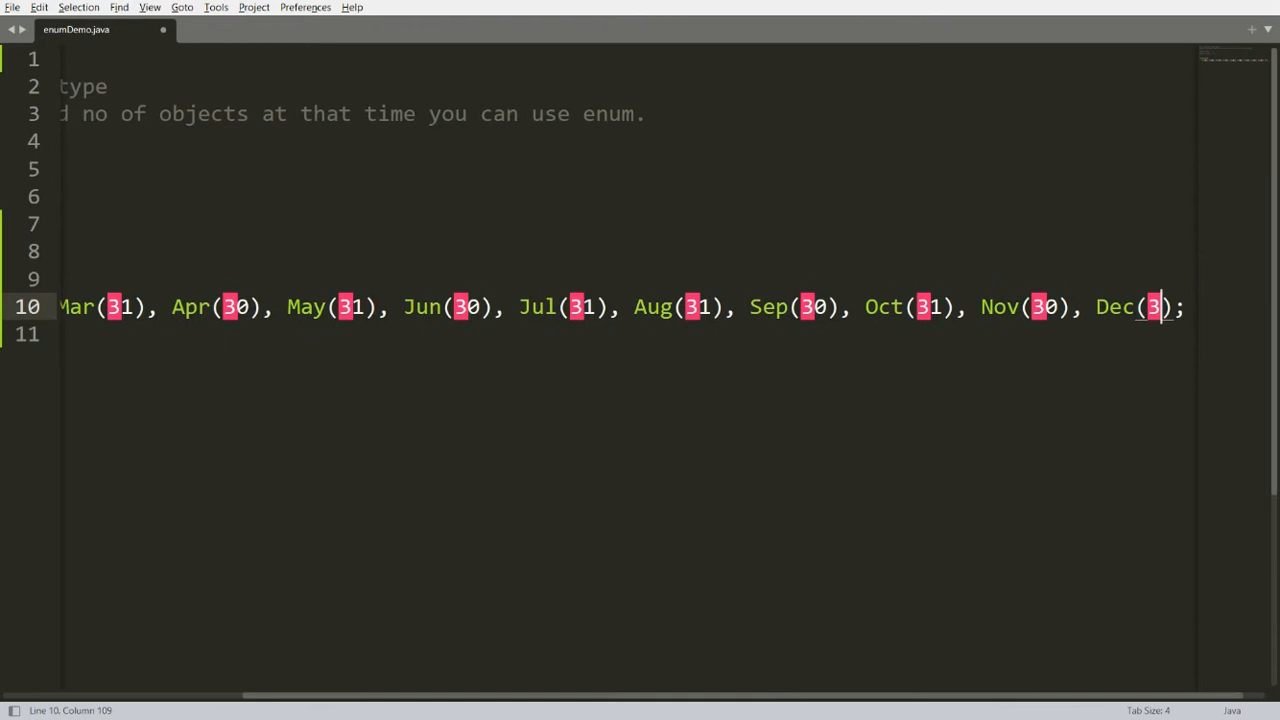 File Edit Selection Find View Goto Tools Project Preferences Help
enumDemo.java
1
2 type
3 d no of objects at that time you can use enum.
4
5
6
7
8
9
10 Mar(31), Apr(30), May(31), Jun(30), Jul(31), Aug(31), Sep(30), Oct(31), Nov(30), Dec(3);
11
Line 10, Column 109 Tab Size: 4 Java